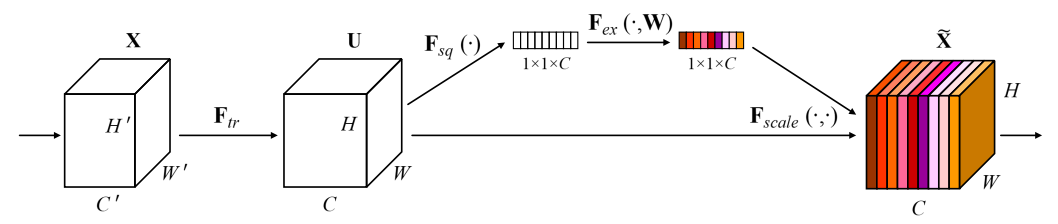 X
H′
W′
C′
F_tr
U
H
W
C
F_sq (·)
1×1×C
F_ex (·,W)
1×1×C
F_scale (·,·)
X̃
H
W
C